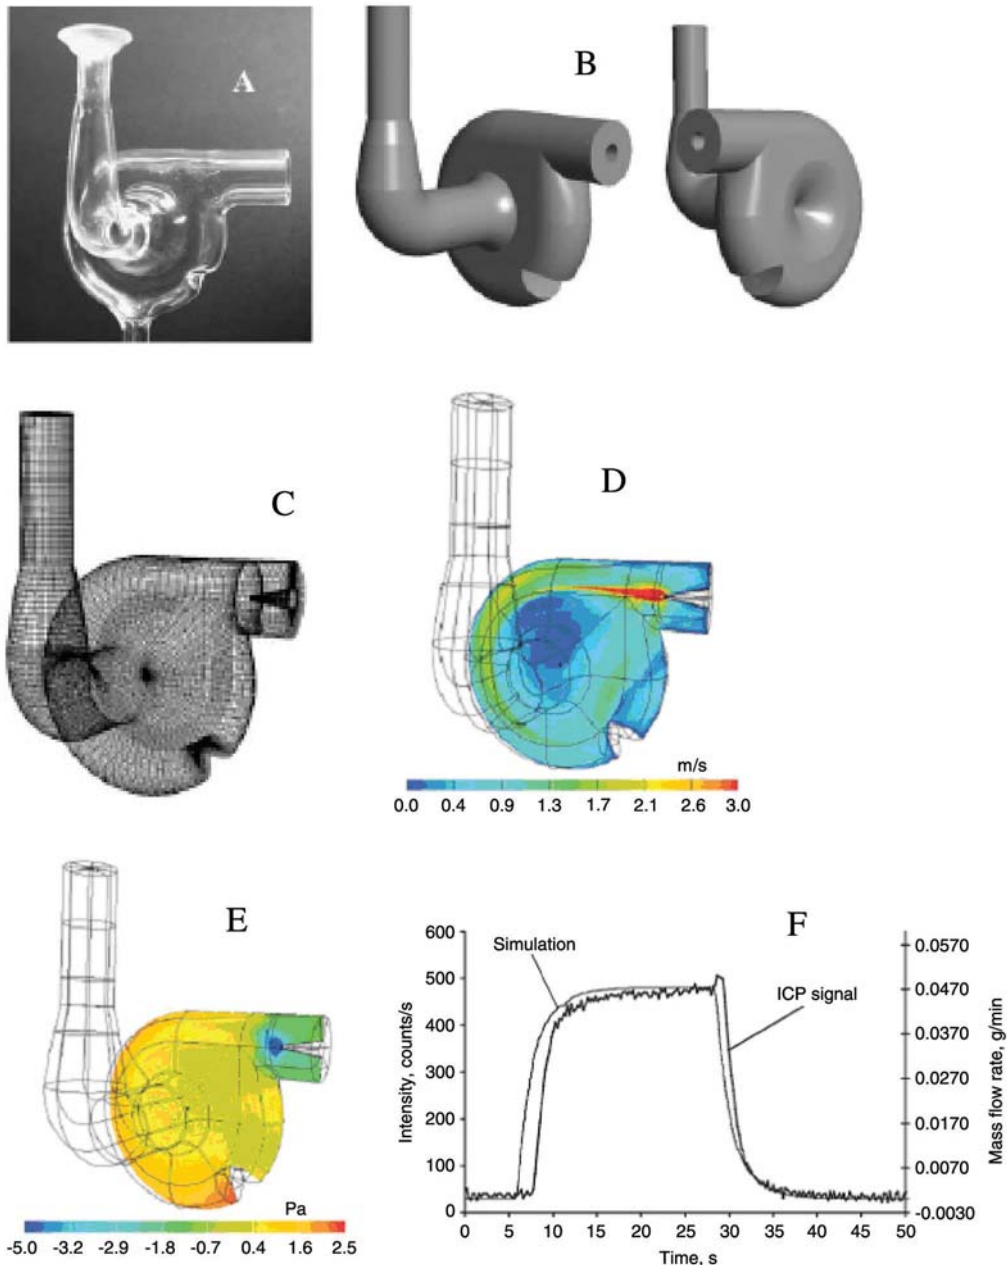 A
B
C
D
m/s
0.0 0.4 0.9 1.3 1.7 2.1 2.6 3.0
E
Pa
-5.0 -3.2 -2.9 -1.8 -0.7 0.4 1.6 2.5
F
Simulation
ICP signal
Intensity, counts/s
600
500
400
300
200
100
0
0 5 10 15 20 25 30 35 40 45 50
Time, s
0.0570
0.0470
0.0370
0.0270
0.0170
0.0070
-0.0030
Mass flow rate, g/min